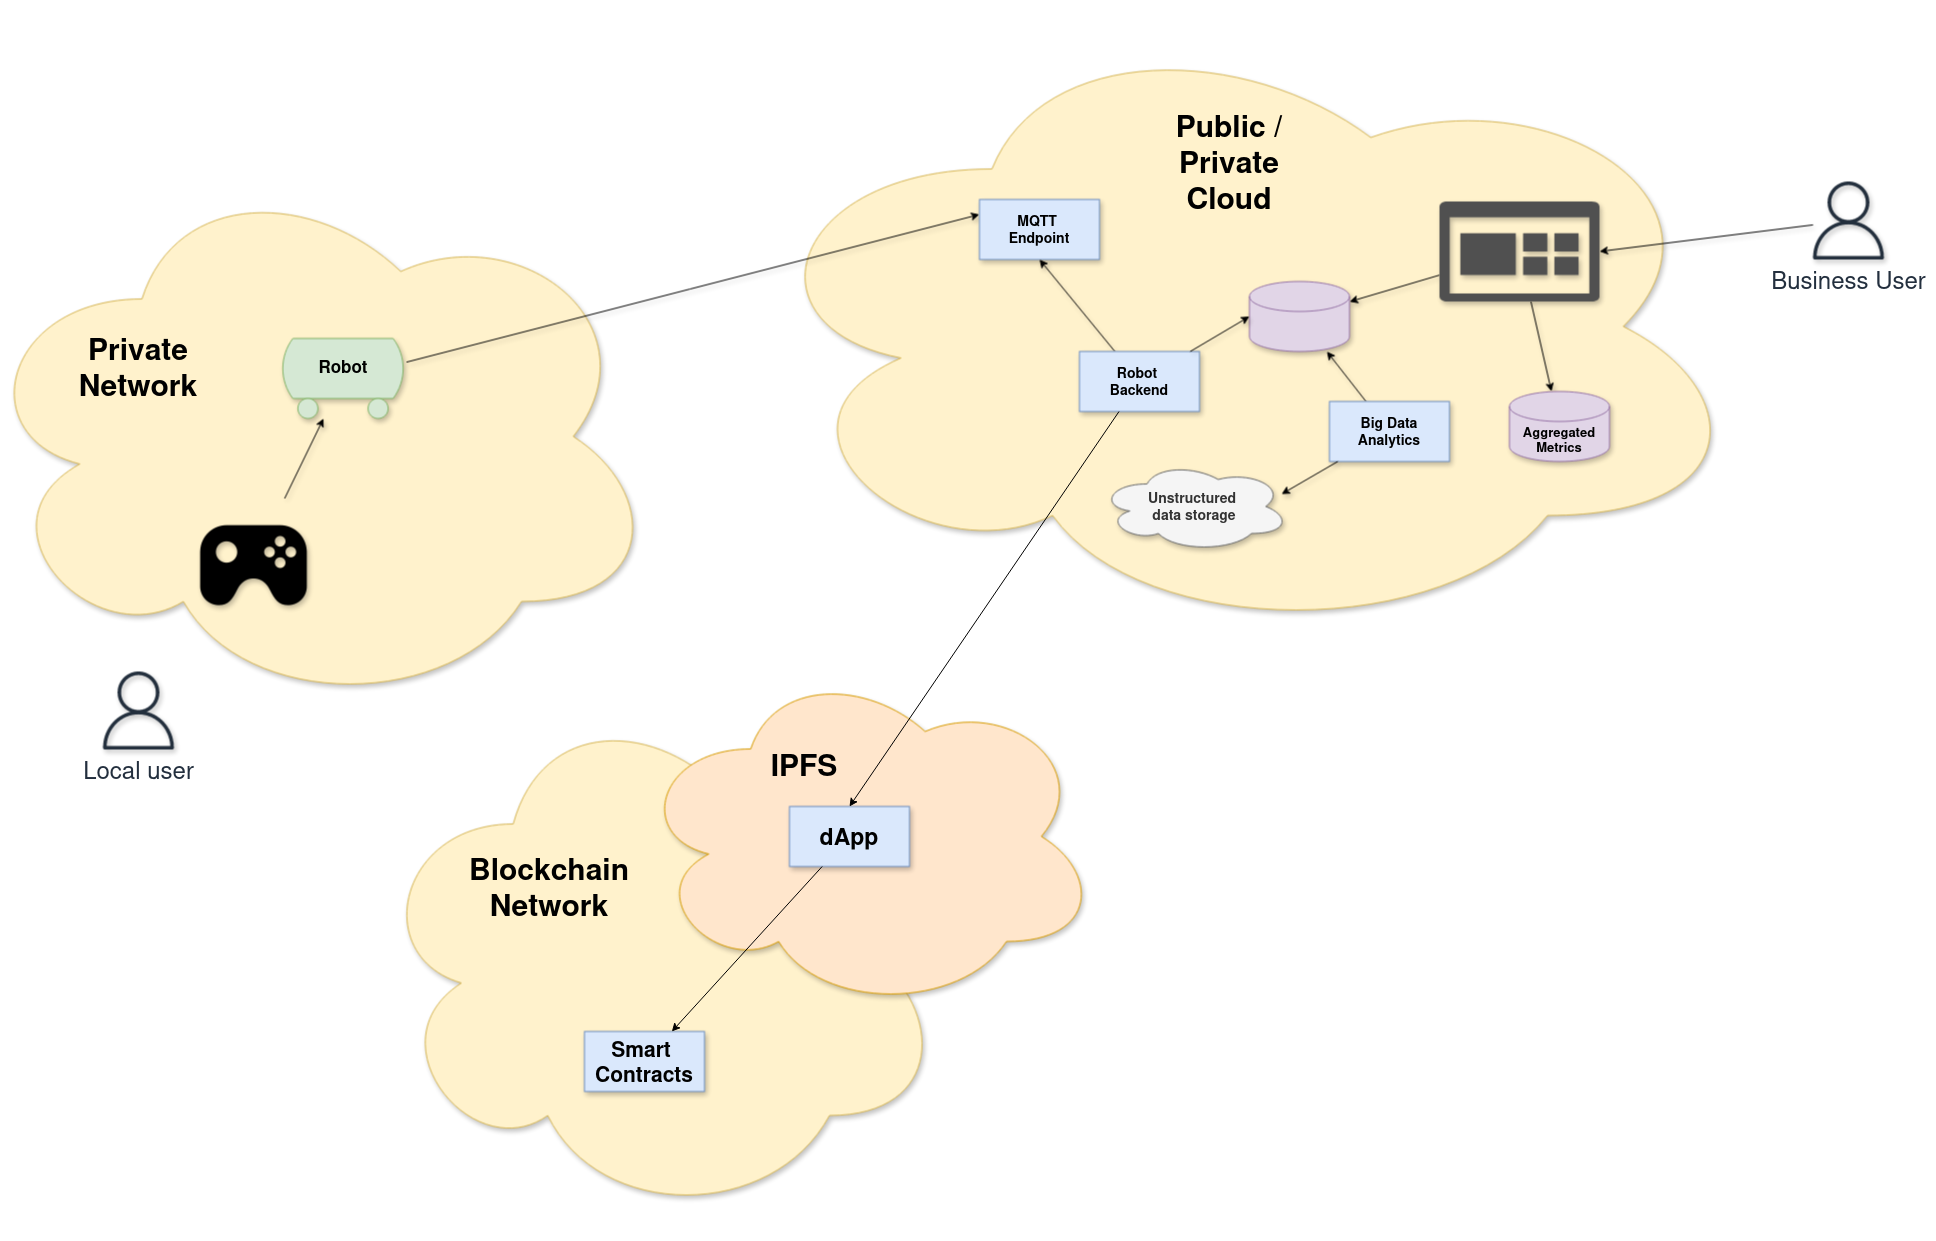 Public /
Private
Cloud
MQTT
Endpoint
Business User
Private
Network
Robot
Robot
Backend
Big Data
Analytics
Aggregated
Metrics
Unstructured
data storage
Local user
IPFS
dApp
Blockchain
Network
Smart
Contracts